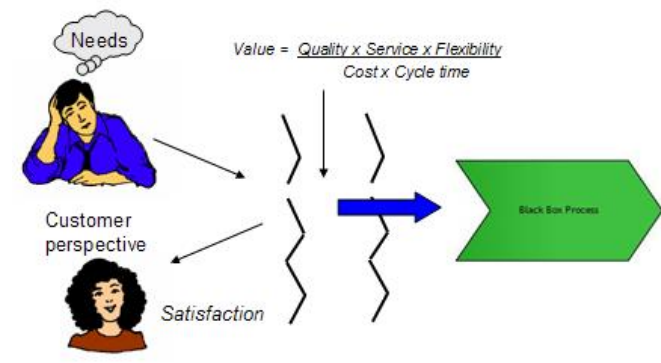 Needs
Value = Quality x Service x Flexibility
Cost x Cycle time
Black Box Process
Customer
perspective
Satisfaction